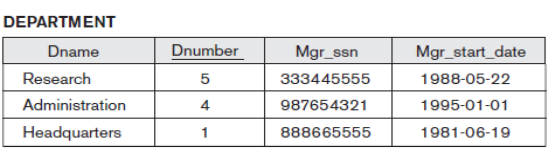 DEPARTMENT
Dname Dnumber Mgr_ssn Mgr_start_date
Research 5 333445555 1988-05-22
Administration 4 987654321 1995-01-01
Headquarters 1 888665555 1981-06-19